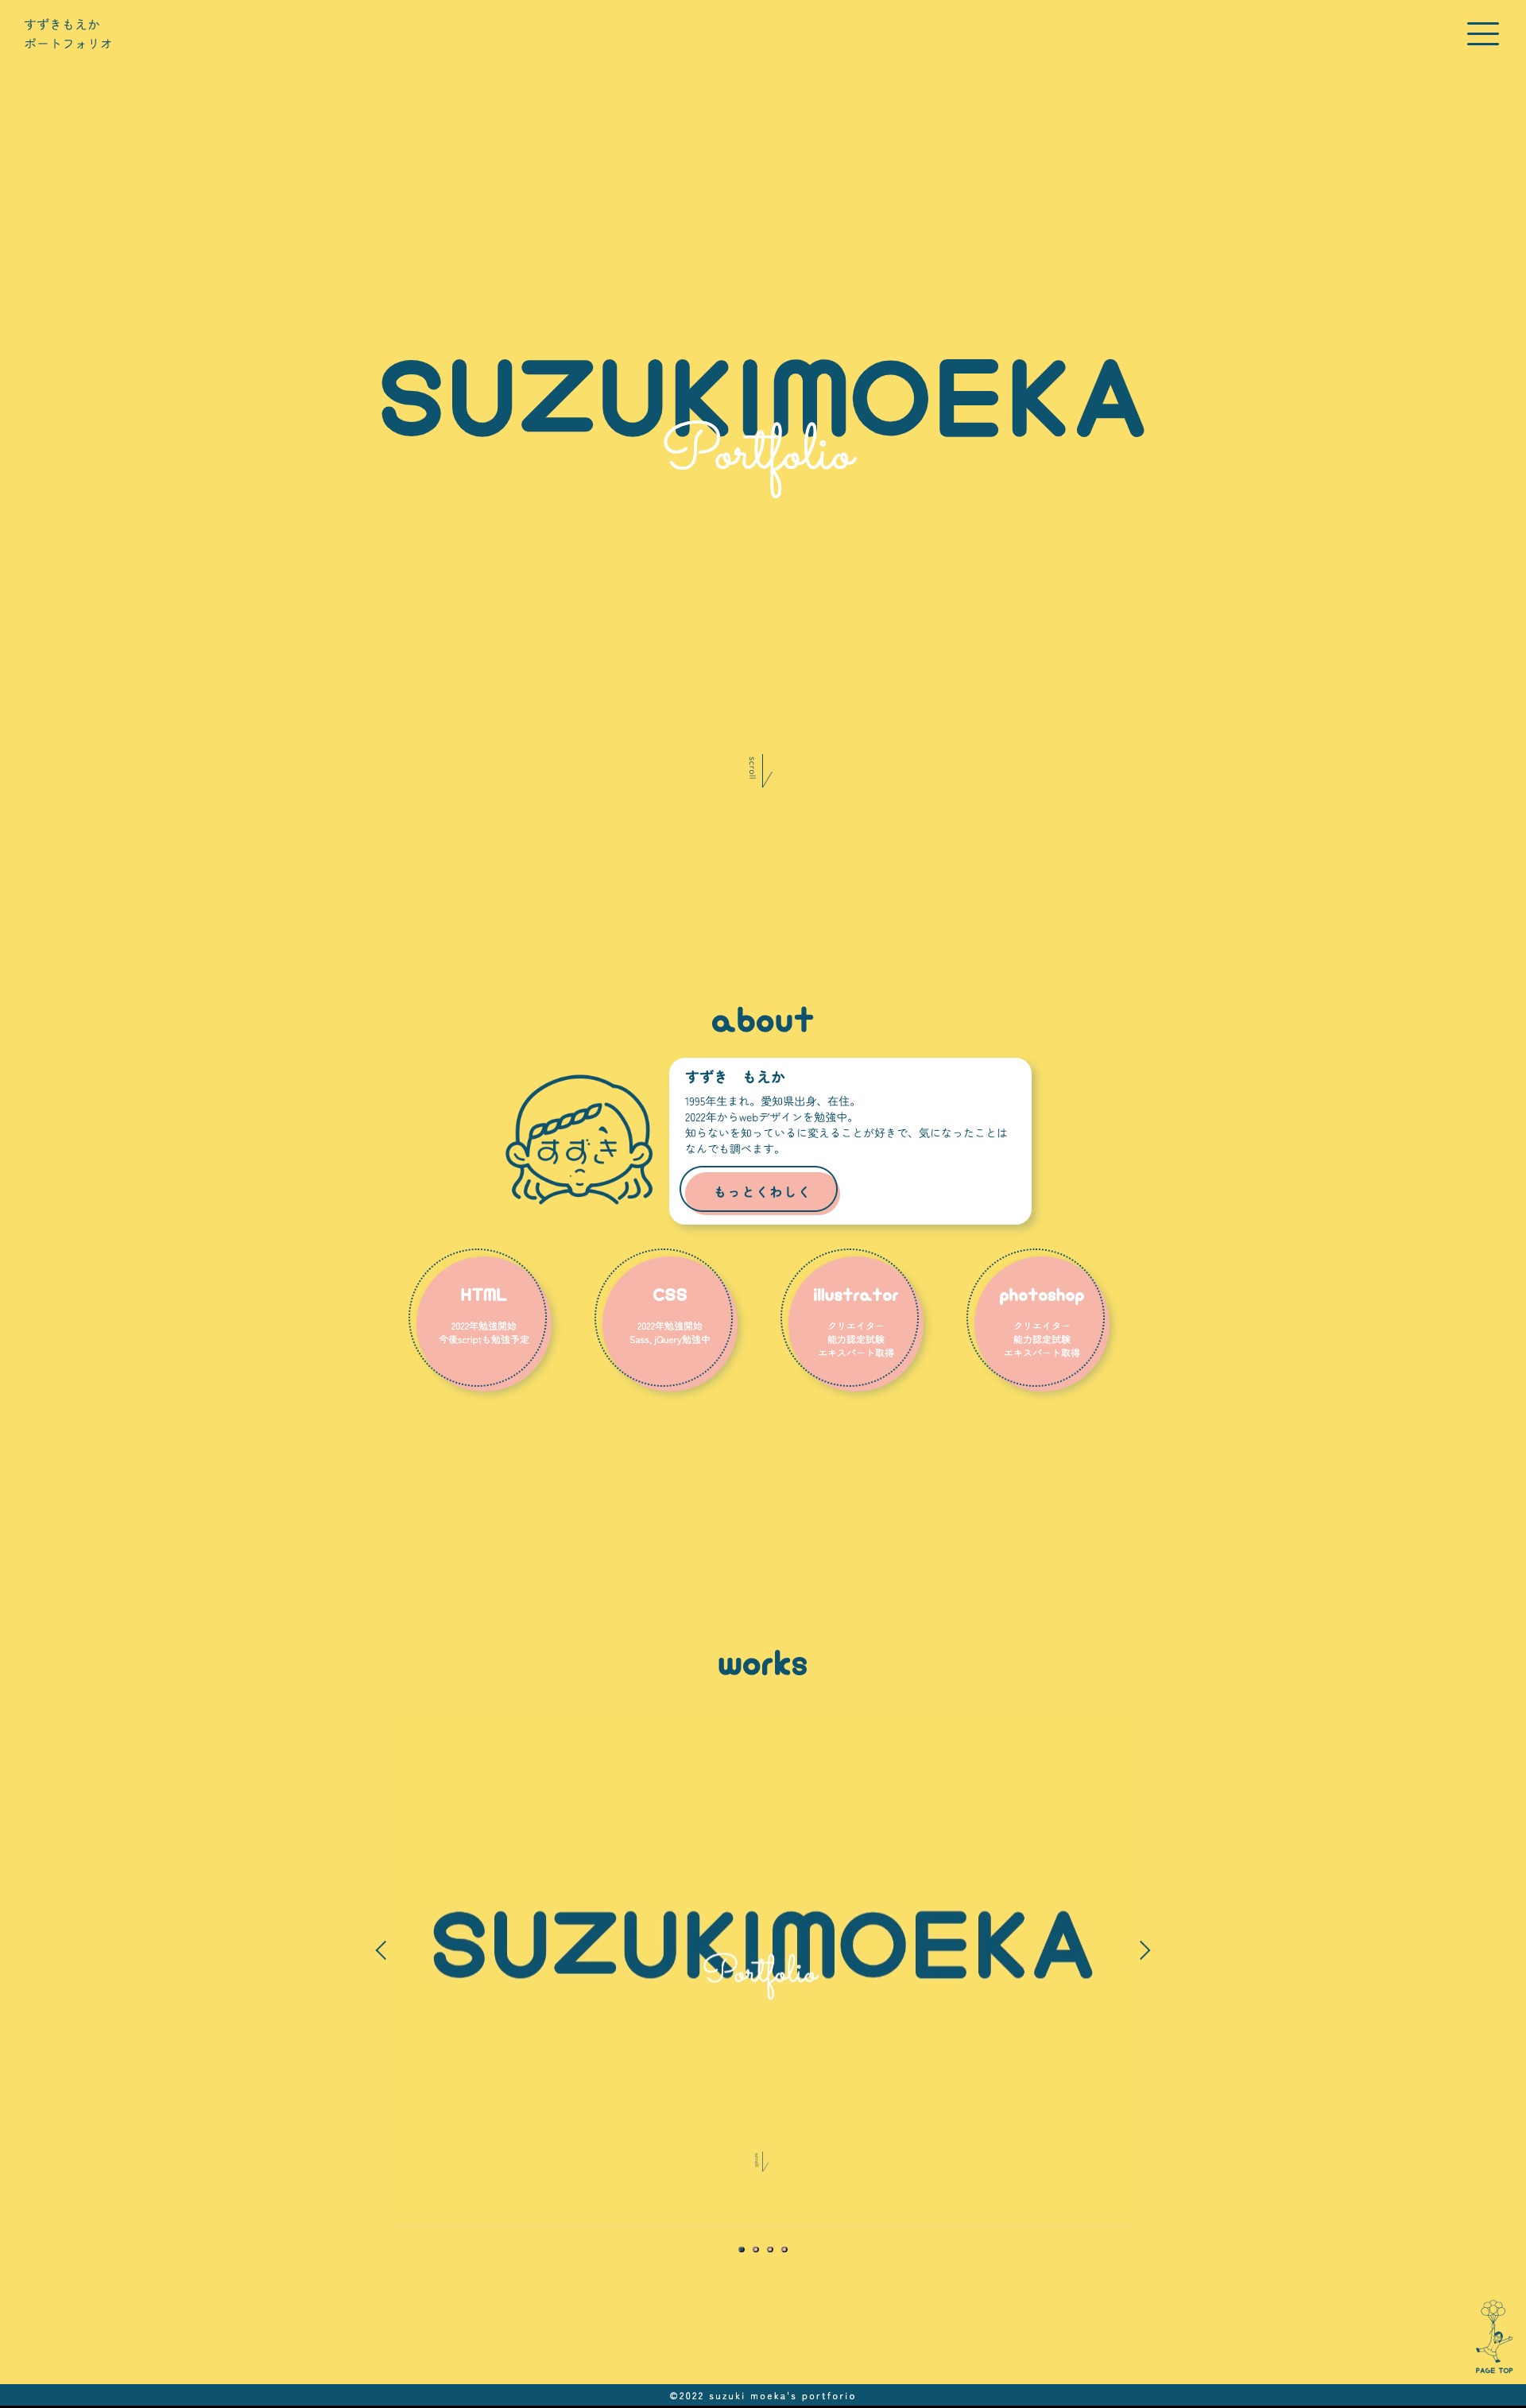 すずきもえか
ポートフォリオ
SUZUKIMOEKA
Portfolio
scroll
about
すずき　もえか
1995年生まれ。愛知県出身、在住。
2022年からwebデザインを勉強中。
知らないを知っているに変えることが好きで、気になったことは
なんでも調べます。
すずき
もっとくわしく
HTML
2022年勉強開始
今後scriptも勉強予定
CSS
2022年勉強開始
Sass, jQuery勉強中
illustrator
クリエイター
能力認定試験
エキスパート取得
photoshop
クリエイター
能力認定試験
エキスパート取得
works
SUZUKIMOEKA
Portfolio
scroll
PAGE TOP
©2022 suzuki moeka's portforio